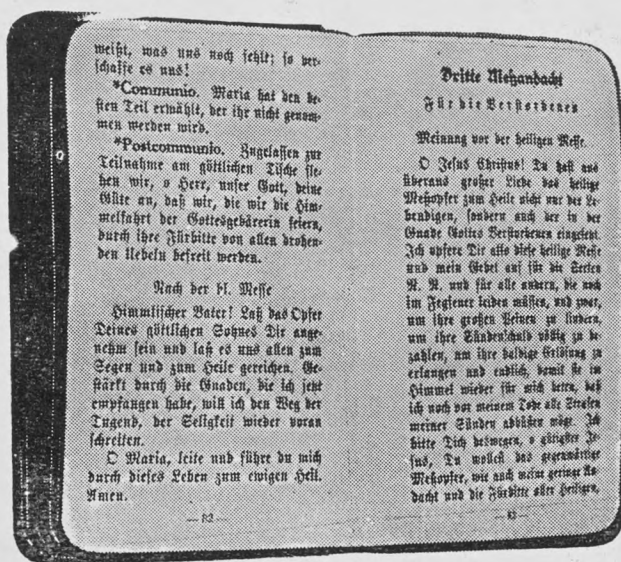 weißt, was uns noch fehlt; so ver-
schaffe es uns!
*Communio. Maria hat den be-
sten Teil erwählt, der ihr nicht genom-
men werden wird.
*Postcommunio. Zugelassen zur
Teilnahme am göttlichen Tische fle-
hen wir, o Herr, unser Gott, deine
Güte an, daß wir, die wir die Him-
melfahrt der Gottesgebärerin feiern,
durch ihre Fürbitte von allen drohen-
den Uebeln befreit werden.
Nach der hl. Messe
Himmlischer Vater! Laß das Opfer
Deines göttlichen Sohnes Dir ange-
nehm sein und laß es uns allen zum
Segen und zum Heile gereichen. Ge-
stärkt durch die Gnaden, die ich jetzt
empfangen habe, will ich den Weg der
Tugend, der Seligkeit wieder voran
schreiten.
O Maria, leite und führe du mich
durch dieses Leben zum ewigen Heil.
Amen.
— 82 —
Dritte Meßandacht
Für die Verstorbenen
Meinung vor der heiligen Messe.
O Jesus Christus! Du hast aus
überaus großer Liebe das heilige
Meßopfer zum Heile nicht nur der Le-
bendigen, sondern auch der in der
Gnade Gottes Verstorbenen eingesetzt.
Ich opfere Dir also diese heilige Messe
und mein Gebet auf für die Seelen
N. N. und für alle andern, die noch
im Fegfeuer leiden müssen, und zwar,
um ihre großen Peinen zu lindern,
um ihre Sündenschuld völlig zu be-
zahlen, um ihre baldige Erlösung zu
erlangen und endlich, damit sie im
Himmel wieder für mich beten, daß
ich noch vor meinem Tode alle Strafen
meiner Sünden abbüßen möge. Ich
bitte Dich deswegen, o gütigster Je-
sus, Du wollest das gegenwärtige
Meßopfer, wie auch meine geringe An-
dacht und die Fürbitte aller Heiligen,
— 83 —